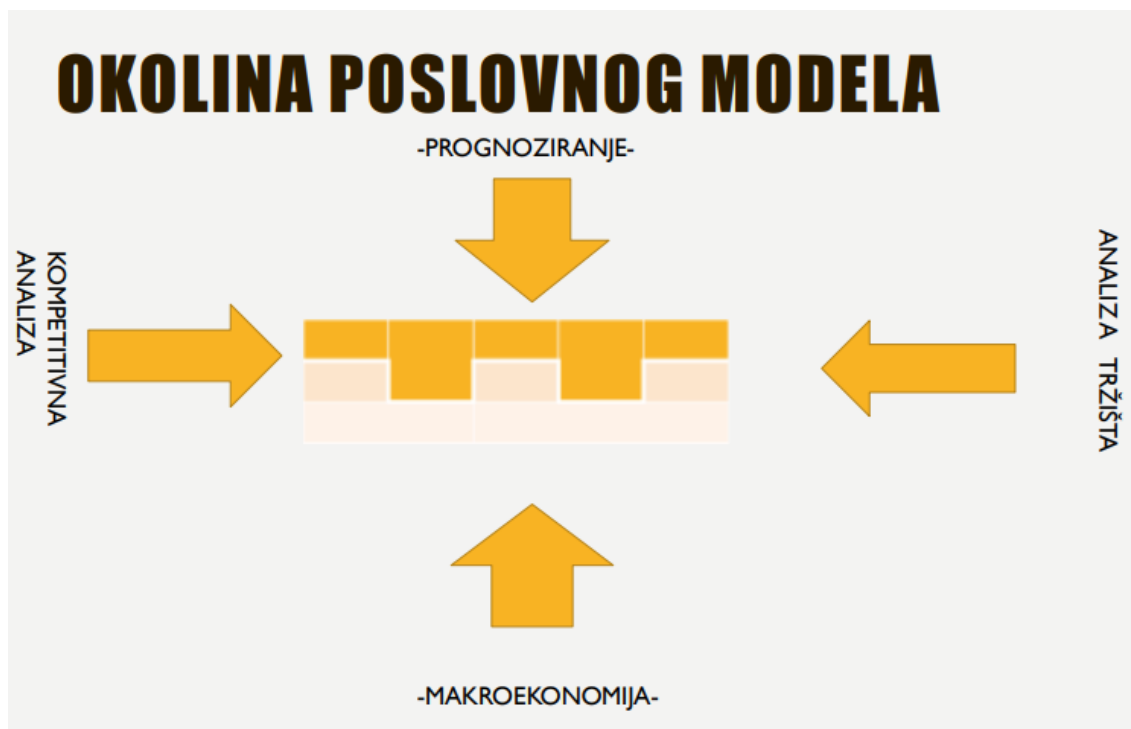 OKOLINA POSLOVNOG MODELA
-PROGNOZIRANJE-
KOMPETITIVNA
ANALIZA
ANALIZA TRŽIŠTA
-MAKROEKONOMIJA-